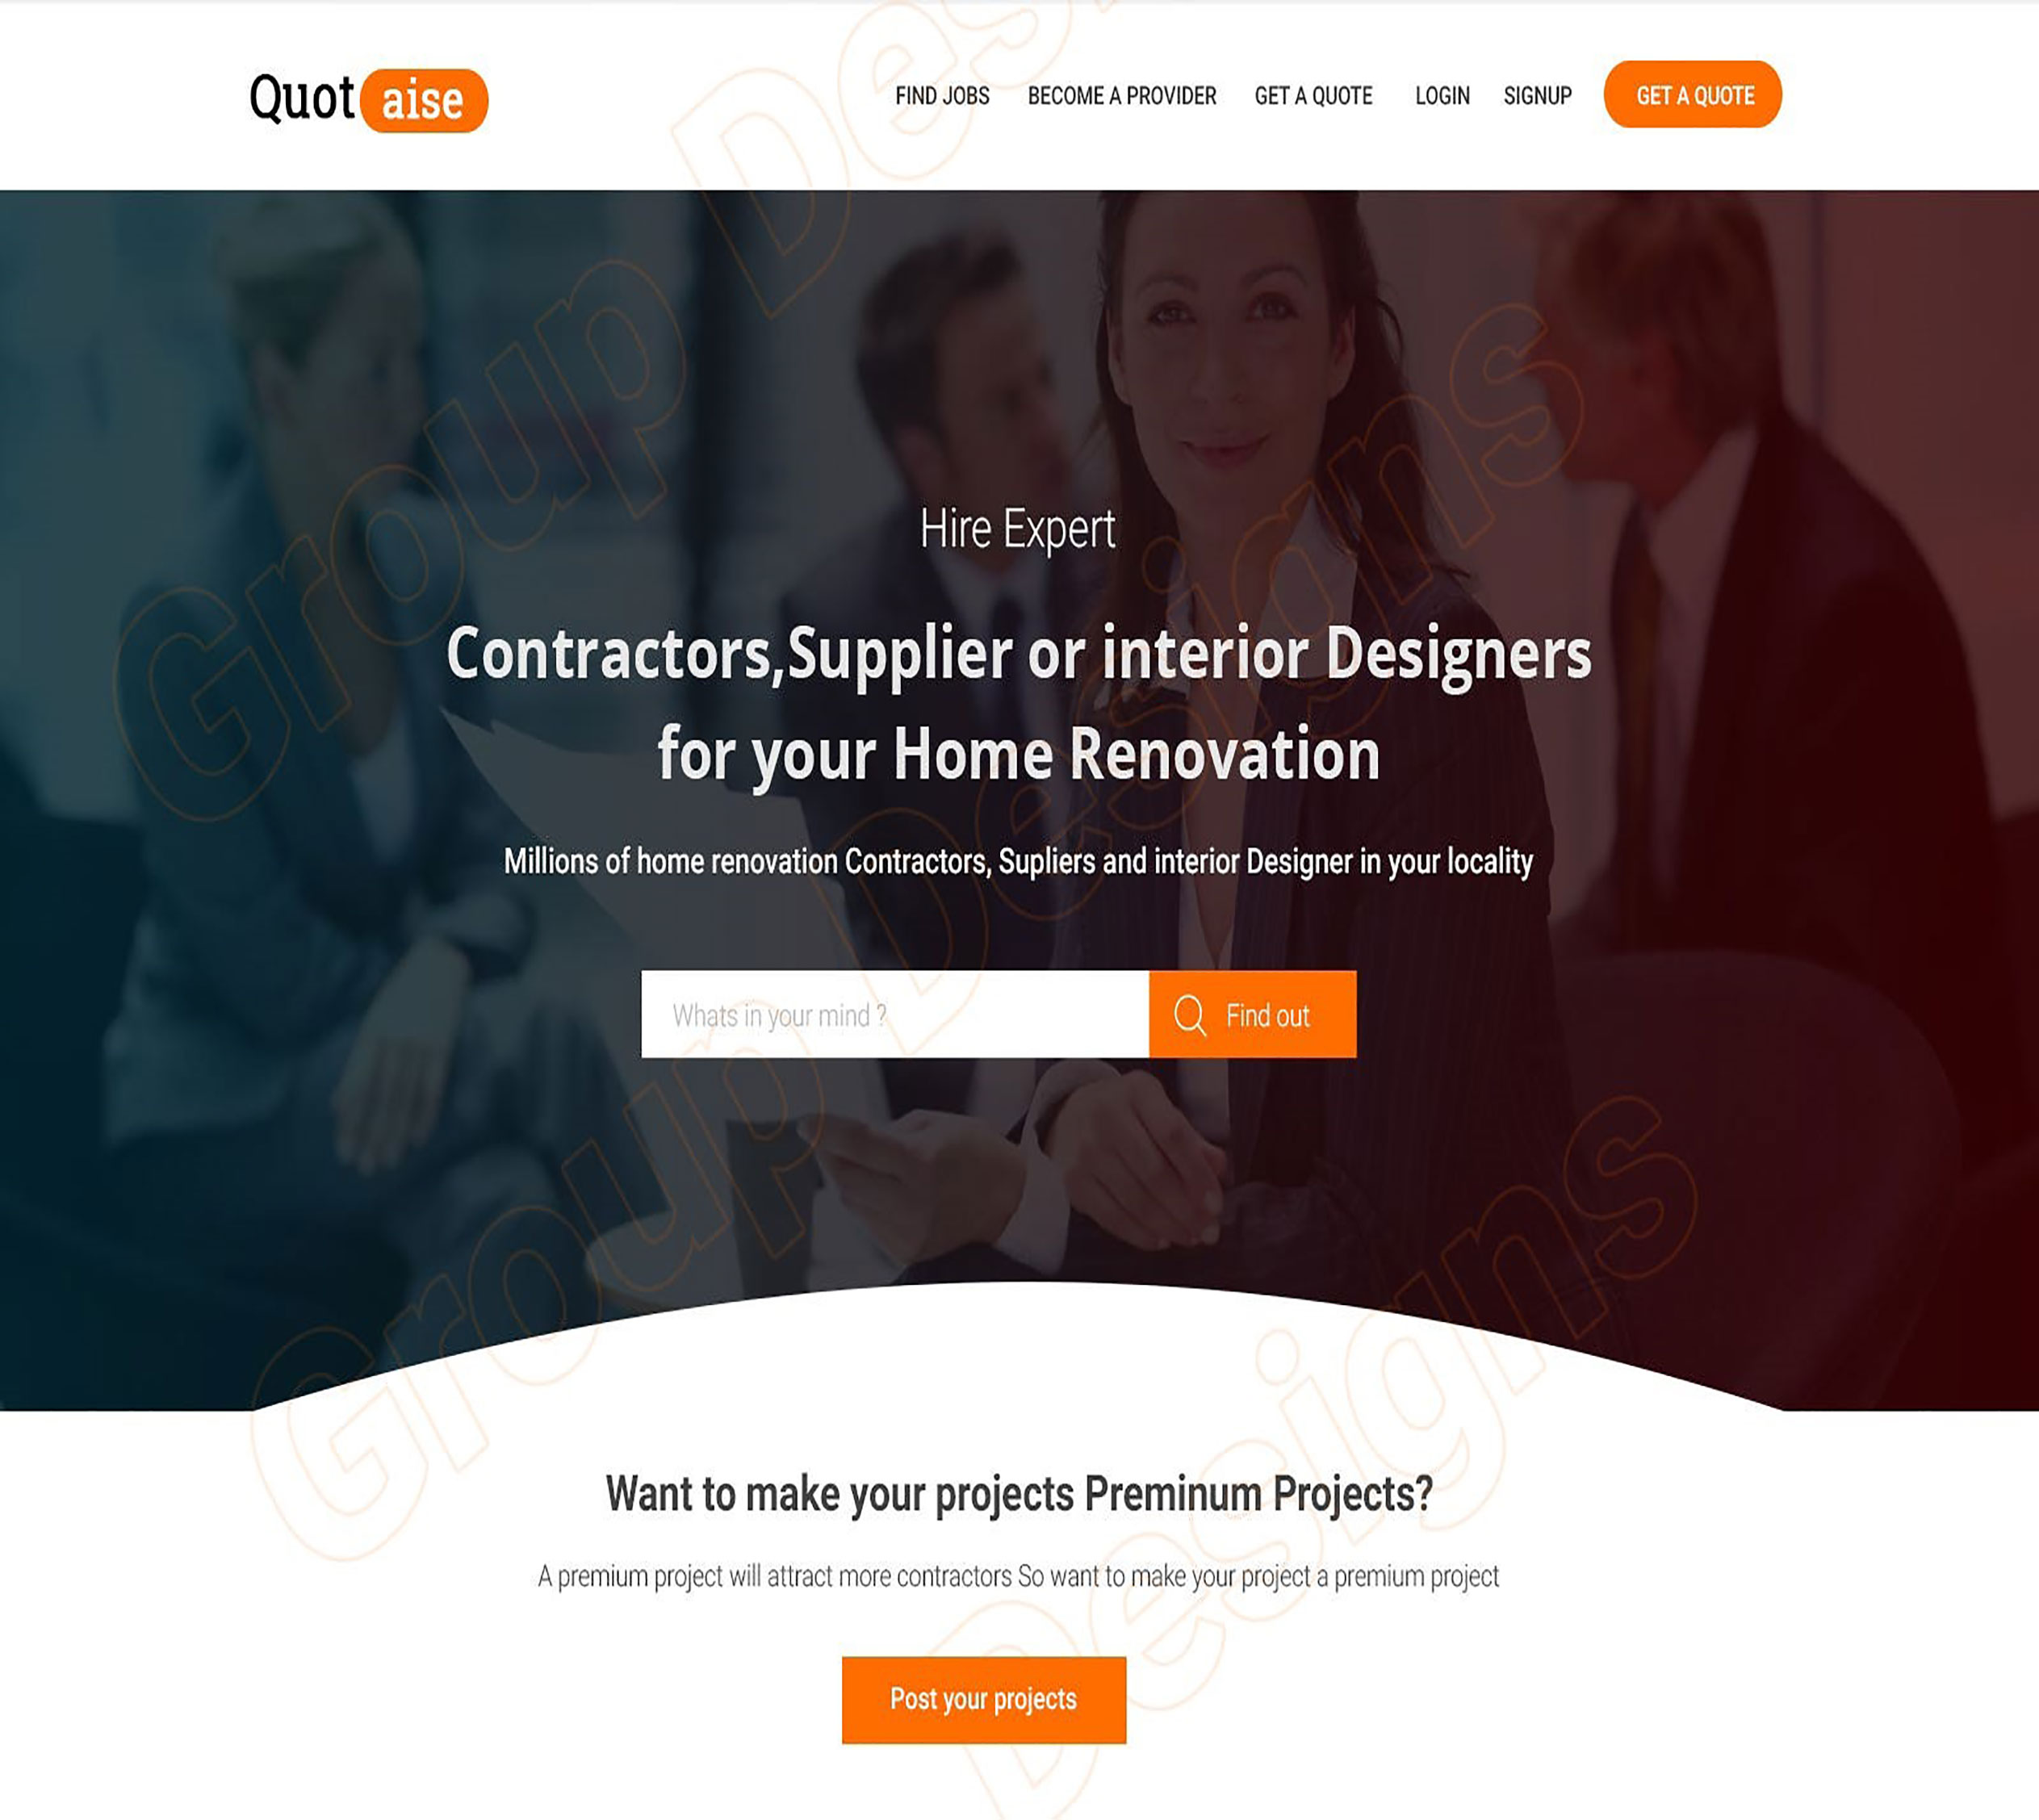 Quot aise
FIND JOBS BECOME A PROVIDER GET A QUOTE LOGIN SIGNUP GET A QUOTE
Hire Expert
Contractors,Supplier or interior Designers
for your Home Renovation
Millions of home renovation Contractors, Supliers and interior Designer in your locality
Whats in your mind ? Find out
Want to make your projects Preminum Projects?
A premium project will attract more contractors So want to make your project a premium project
Post your projects
Group Designs
Group Designs
Designs